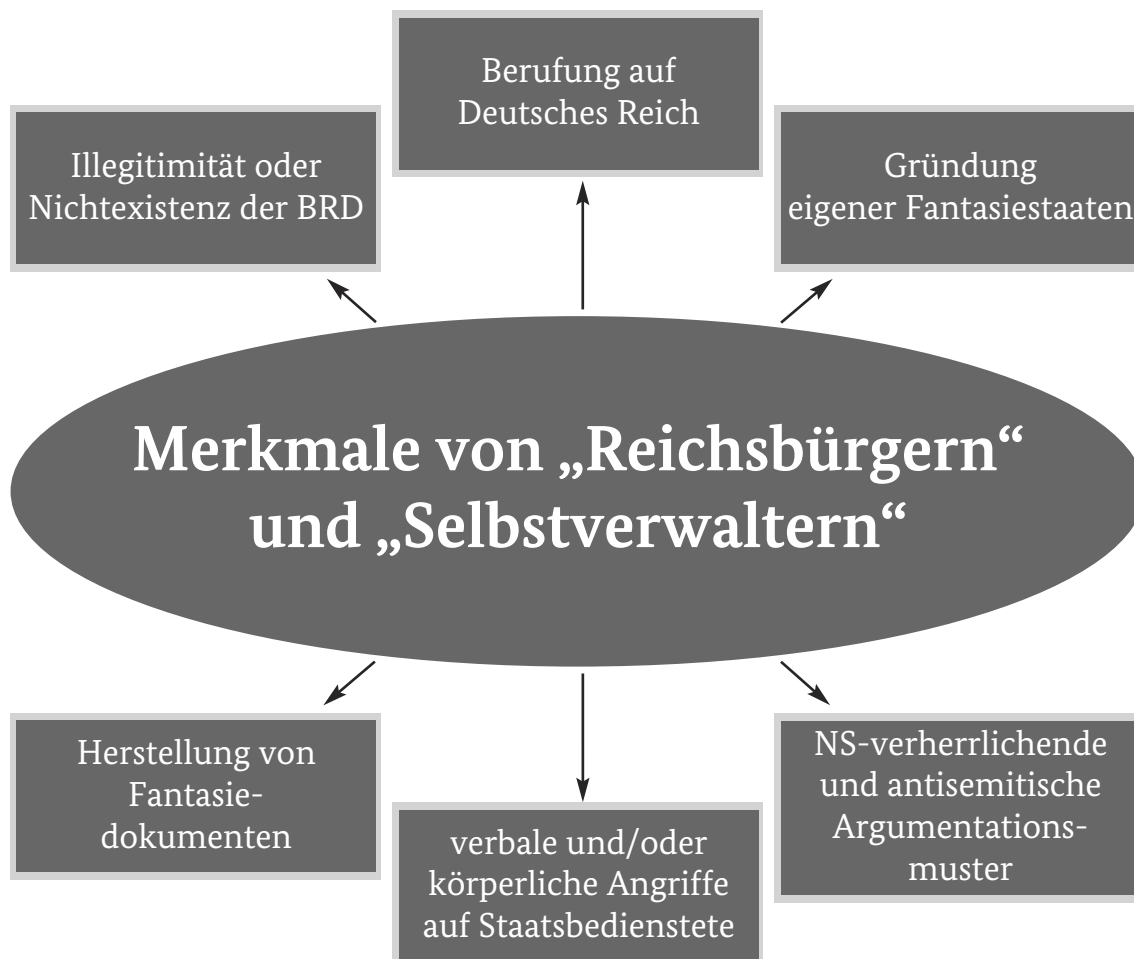 Berufung auf
Deutsches Reich
Illegitimität oder
Nichtexistenz der BRD
Gründung
eigener Fantasiestaaten
Merkmale von „Reichsbürgern“
und „Selbstverwaltern“
Herstellung von
Fantasie-
dokumenten
verbale und/oder
körperliche Angriffe
auf Staatsbedienstete
NS-verherrlichende
und antisemitische
Argumentations-
muster